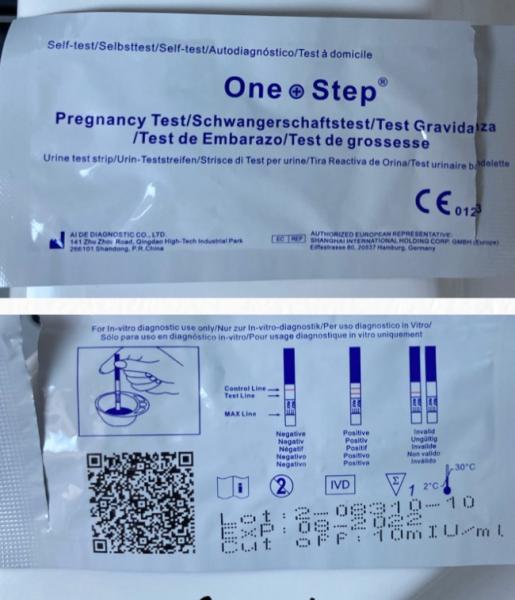 Self-test/Selbsttest/Self-test/Autodiagnóstico/Test à domicile
One Step®
Pregnancy Test/Schwangerschaftstest/Test Gravidanza
/Test de Embarazo/Test de grossesse
Urine test strip/Urin-Teststreifen/Strisce di Test per urine/Tira Reactiva de Orina/Test urinaire bandelette
CE 0123
AI DE DIAGNOSTIC CO., LTD.
141 Zhu Zhou Road, Qingdao High-Tech Industrial Park
266101 Shandong, P.R.China
EC REP
AUTHORIZED EUROPEAN REPRESENTATIVE:
SHANGHAI INTERNATIONAL HOLDING CORP. GMBH (Europe)
Eiffestrasse 80, 20537 Hamburg, Germany
For In-vitro diagnostic use only/Nur zur In-vitro-diagnostik/Per uso diagnostico in Vitro/
Sólo para uso en diagnóstico in-vitro/Pour usage diagnostique in vitro uniquement
Control Line
Test Line
MAX Line
Negative
Negativ
Négatif
Negativo
Negativo
Positive
Positiv
Positif
Positivo
Positiva
Invalid
Ungültig
Invalide
Non valido
Inválido
i
2
IVD
Σ
1
2°C
30°C
Lot: 2-08310-10
Exp: 08-2022
Cut off: 10mIU/ml